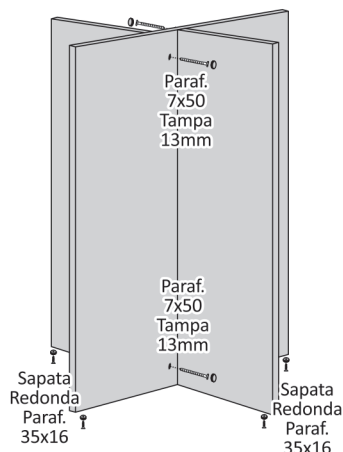 Paraf.
7x50
Tampa
13mm
Paraf.
7x50
Tampa
13mm
Sapata
Redonda
Paraf.
35x16
Sapata
Redonda
Paraf.
35x16